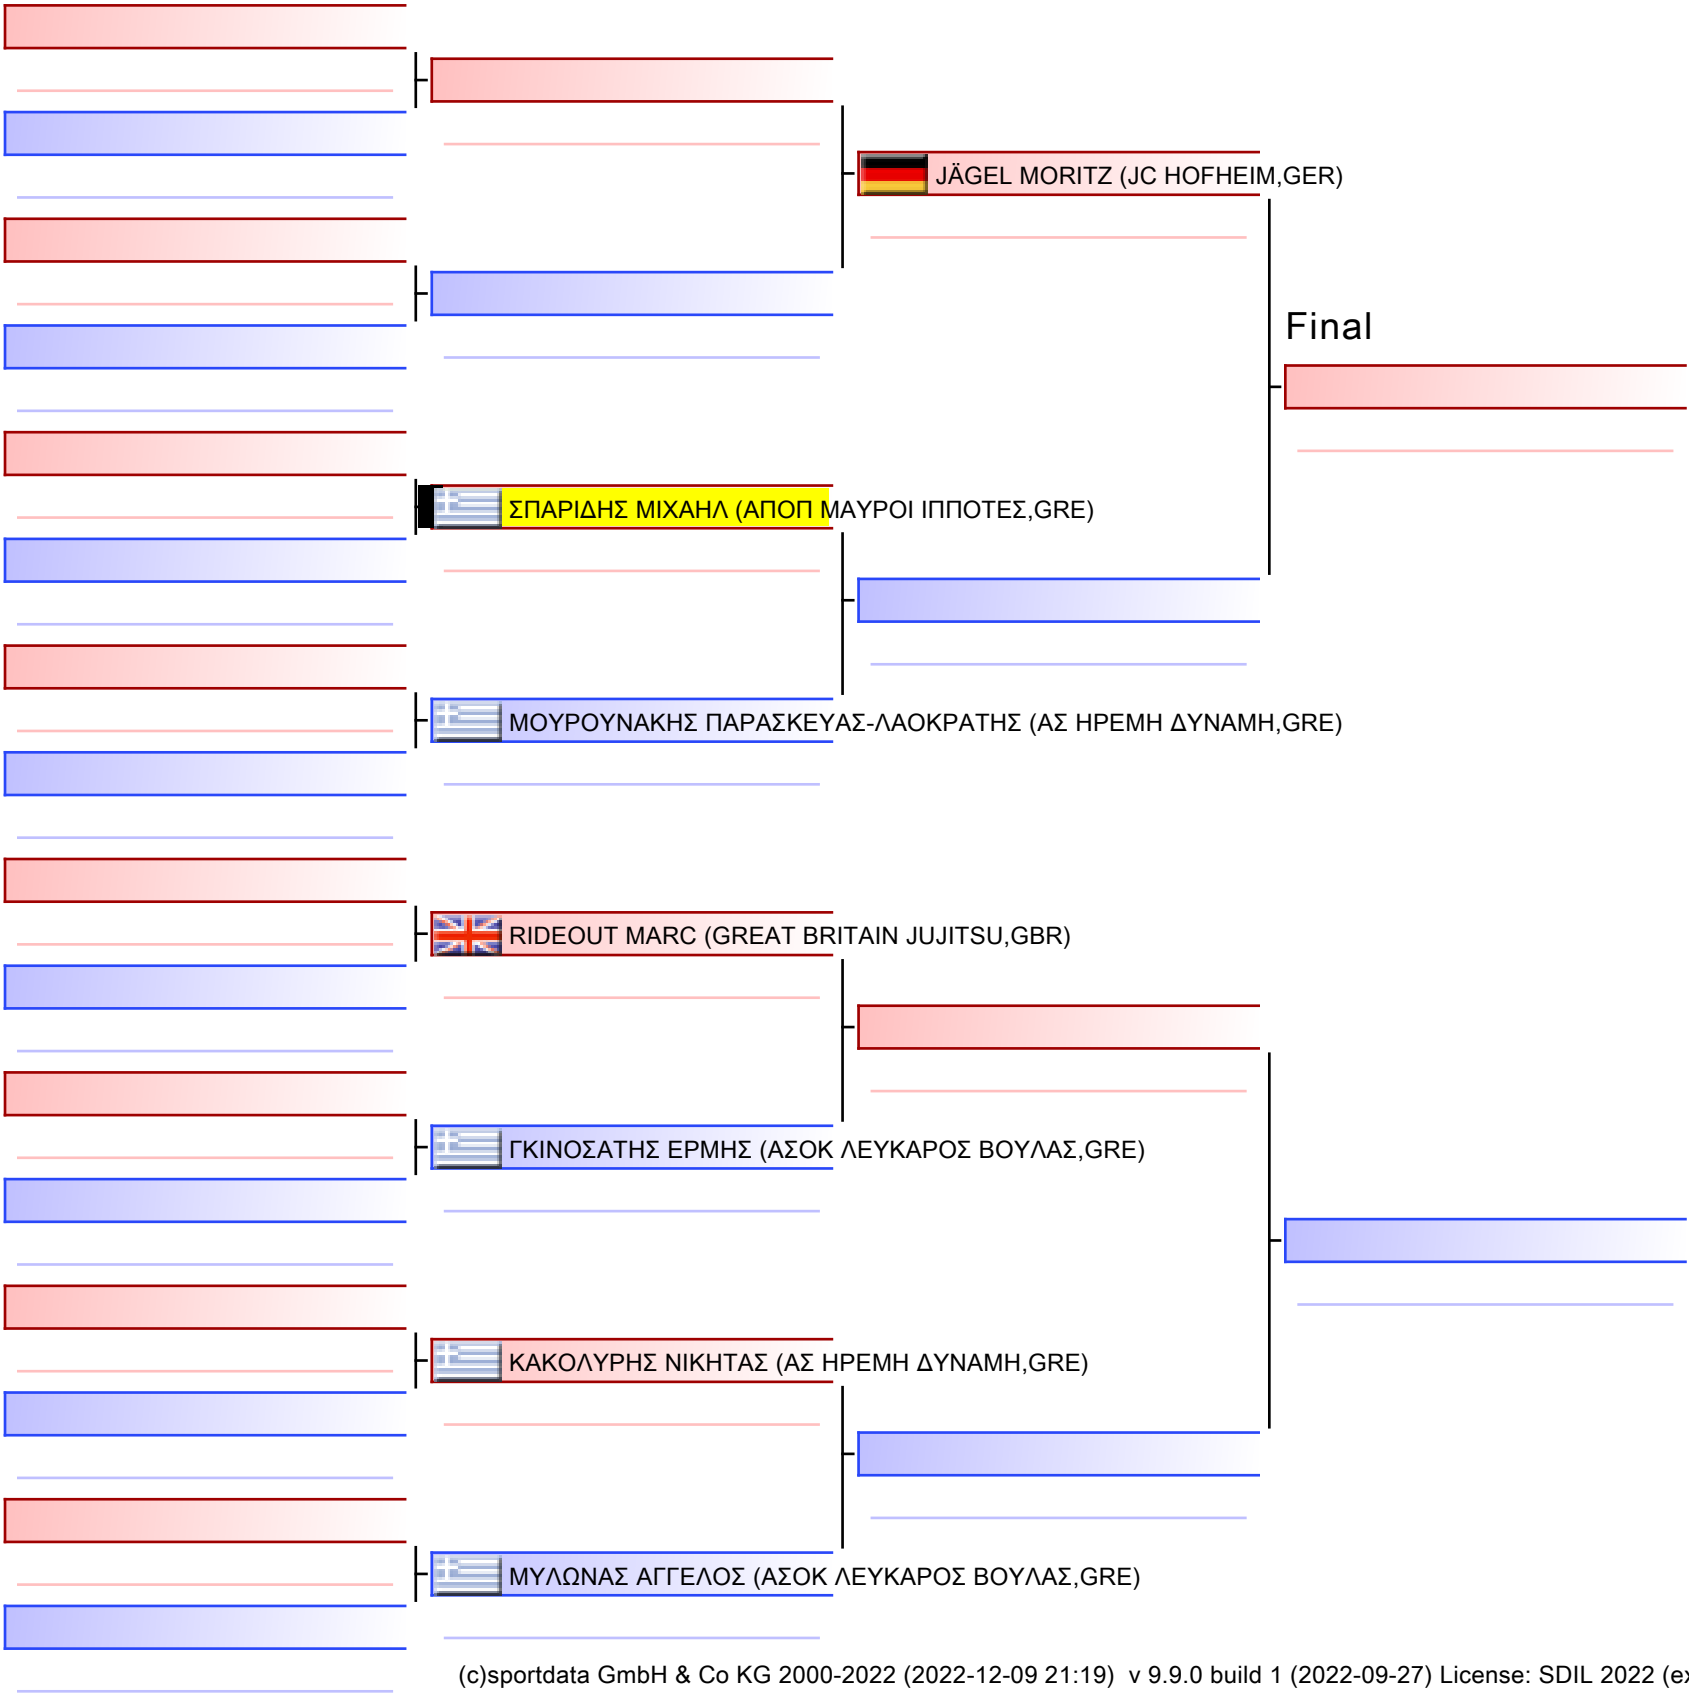 JÄGEL MORITZ (JC HOFHEIM,GER)
Final
ΣΠΑΡΙΔΗΣ ΜΙΧΑΗΛ (ΑΠΟΠ ΜΑΥΡΟΙ ΙΠΠΟΤΕΣ,GRE)
ΜΟΥΡΟΥΝΑΚΗΣ ΠΑΡΑΣΚΕΥΑΣ-ΛΑΟΚΡΑΤΗΣ (ΑΣ ΗΡΕΜΗ ΔΥΝΑΜΗ,GRE)
RIDEOUT MARC (GREAT BRITAIN JUJITSU,GBR)
ΓΚΙΝΟΣΑΤΗΣ ΕΡΜΗΣ (ΑΣΟΚ ΛΕΥΚΑΡΟΣ ΒΟΥΛΑΣ,GRE)
ΚΑΚΟΛΥΡΗΣ ΝΙΚΗΤΑΣ (ΑΣ ΗΡΕΜΗ ΔΥΝΑΜΗ,GRE)
ΜΥΛΩΝΑΣ ΑΓΓΕΛΟΣ (ΑΣΟΚ ΛΕΥΚΑΡΟΣ ΒΟΥΛΑΣ,GRE)
(c)sportdata GmbH & Co KG 2000-2022 (2022-12-09 21:19) v 9.9.0 build 1 (2022-09-27) License: SDIL 2022